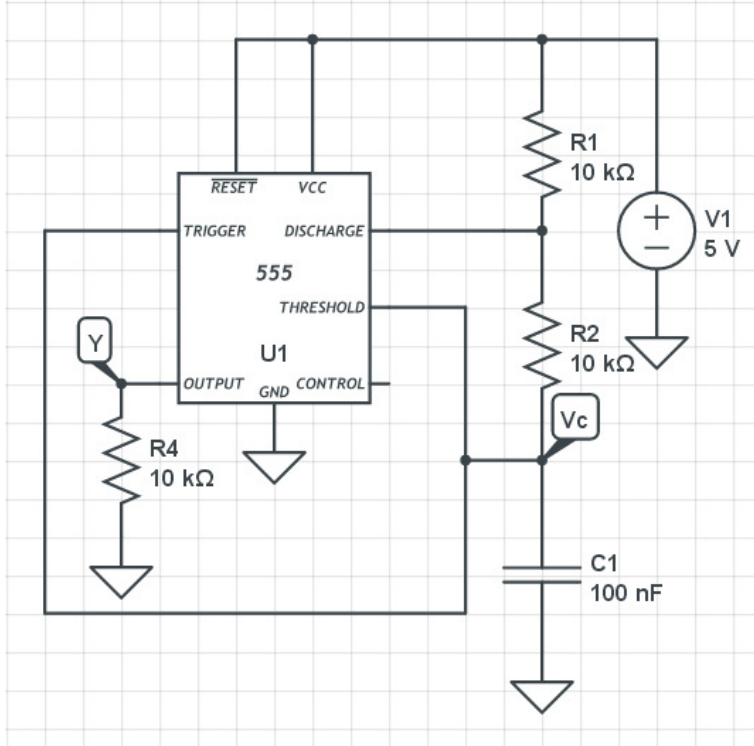 R1
10 kΩ
RESET
VCC
V1
5 V
TRIGGER
DISCHARGE
555
THRESHOLD
R2
10 kΩ
Y
U1
OUTPUT
GND
CONTROL
Vc
R4
10 kΩ
C1
100 nF